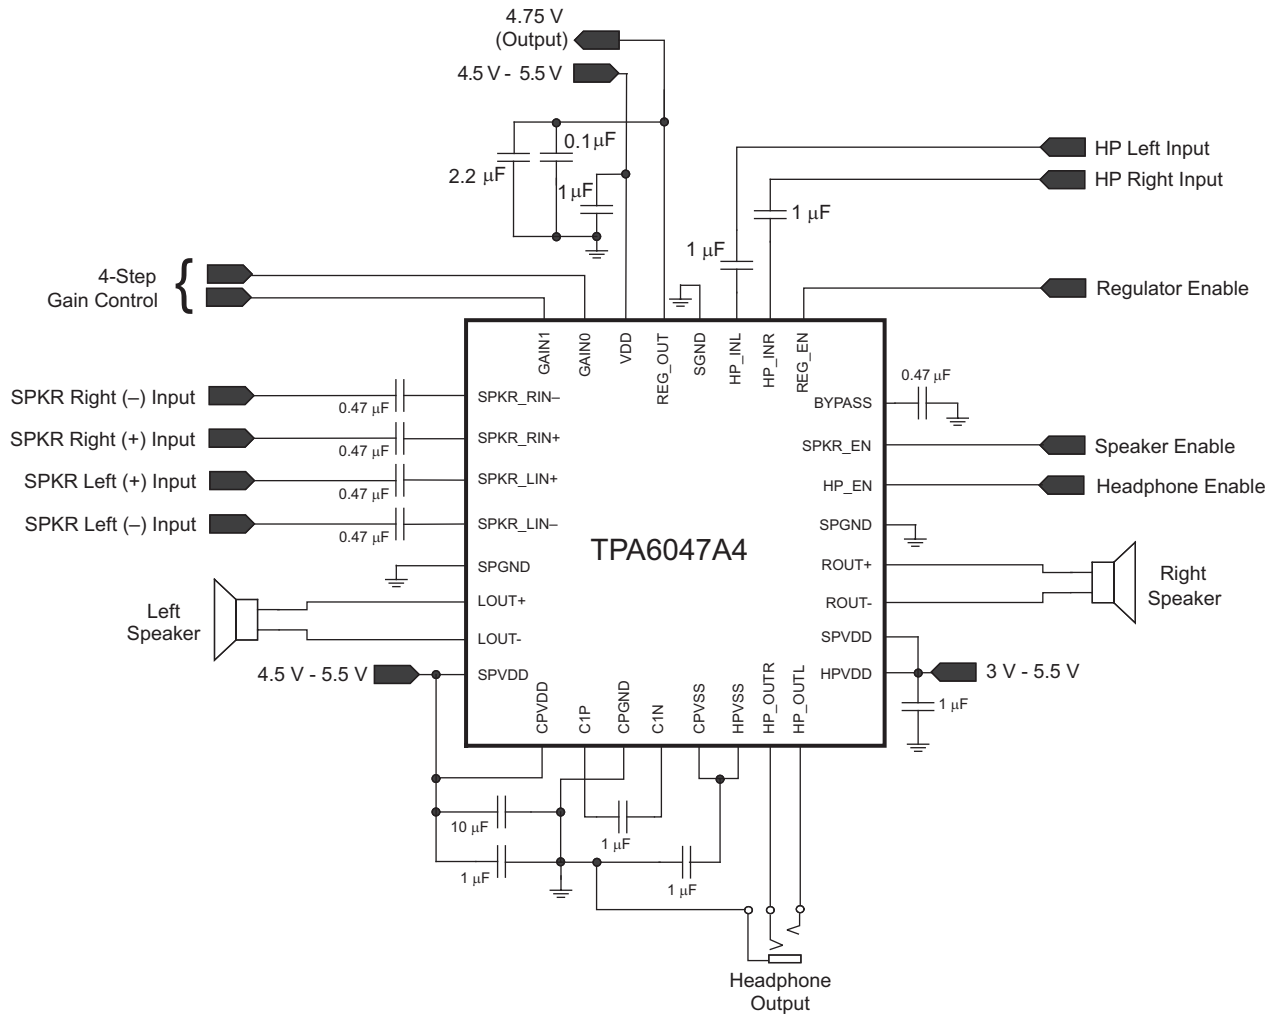 4.75 V
(Output)
4.5 V - 5.5 V
0.1 μF
2.2 μF
1 μF
HP Left Input
HP Right Input
1 μF
1 μF
4-Step
Gain Control
{
Regulator Enable
GAIN1
GAIN0
VDD
REG_OUT
SGND
HP_INL
HP_INR
REG_EN
SPKR Right (–) Input
0.47 μF
SPKR_RIN–
BYPASS
0.47 μF
SPKR Right (+) Input
0.47 μF
SPKR_RIN+
SPKR_EN
Speaker Enable
SPKR Left (+) Input
0.47 μF
SPKR_LIN+
HP_EN
Headphone Enable
SPKR Left (–) Input
0.47 μF
SPKR_LIN–
SPGND
TPA6047A4
SPGND
ROUT+
Right
Speaker
Left
Speaker
LOUT+
ROUT-
LOUT-
SPVDD
4.5 V - 5.5 V
SPVDD
HPVDD
3 V - 5.5 V
1 μF
CPVDD
C1P
CPGND
C1N
CPVSS
HPVSS
HP_OUTR
HP_OUTL
10 μF
1 μF
1 μF
1 μF
Headphone
Output